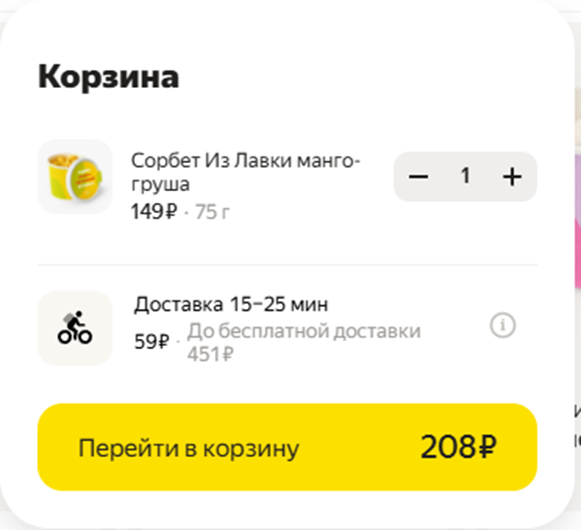 Корзина
Сорбет Из Лавки манго-
груша
149₽ · 75 г
− 1 +
Доставка 15–25 мин
59₽ · До бесплатной доставки
451₽
Перейти в корзину 208₽